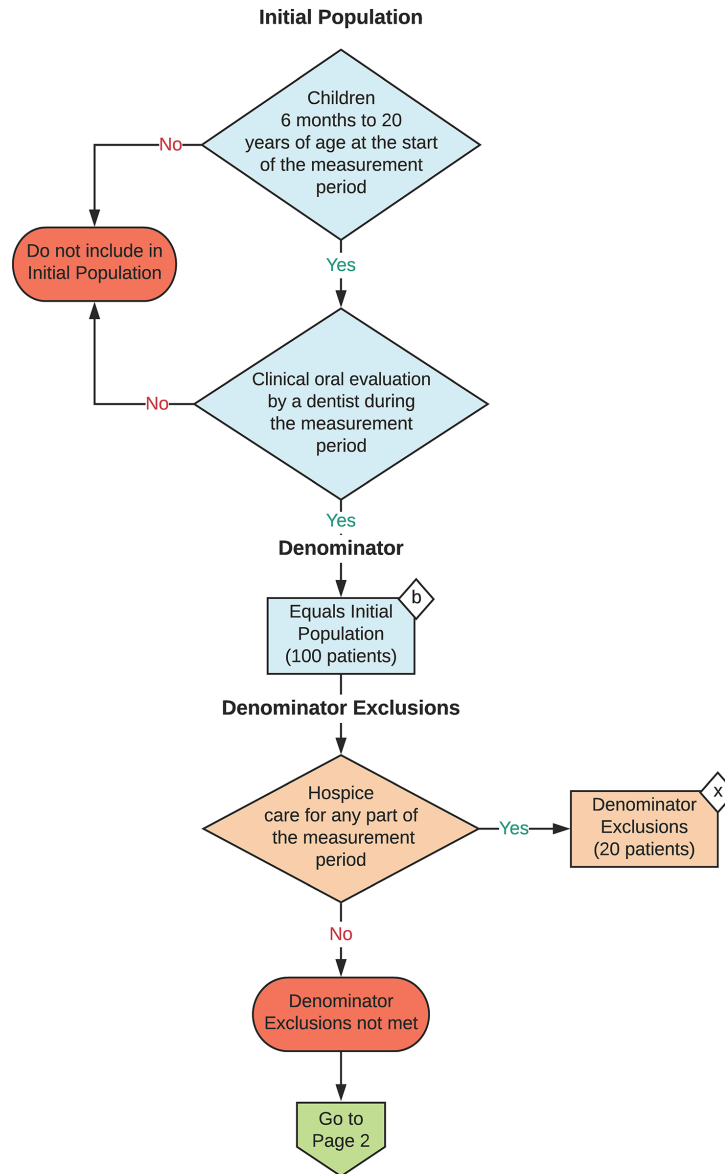 Initial Population
Children
6 months to 20
years of age at the start
of the measurement
period
No
Do not include in
Initial Population
Yes
Clinical oral evaluation
by a dentist during
the measurement
period
No
Yes
Denominator
b
Equals Initial
Population
(100 patients)
Denominator Exclusions
Hospice
care for any part of
the measurement
period
Yes
x
Denominator
Exclusions
(20 patients)
No
Denominator
Exclusions not met
Go to
Page 2